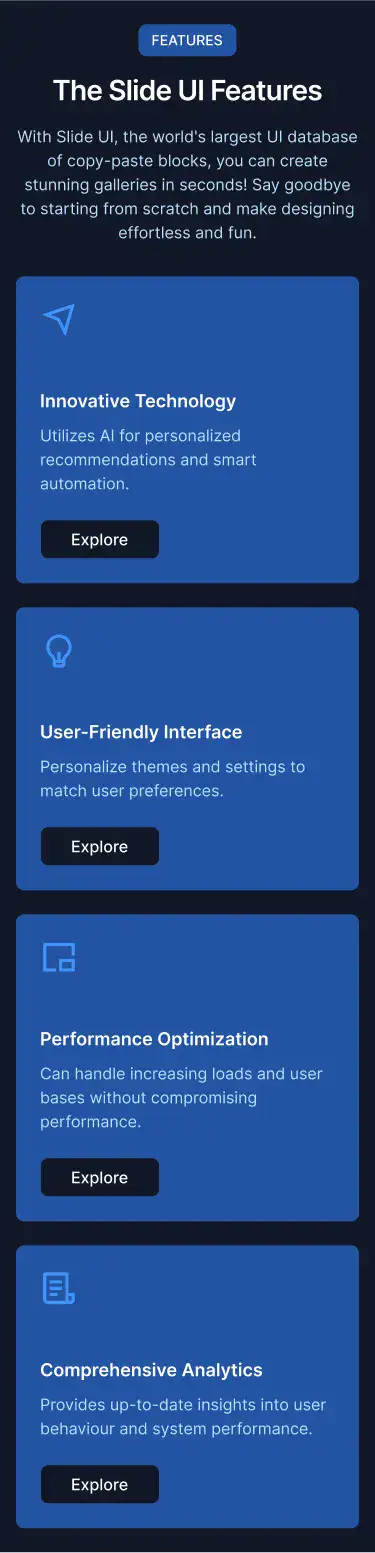 FEATURES
The Slide UI Features
With Slide UI, the world's largest UI database
of copy-paste blocks, you can create
stunning galleries in seconds! Say goodbye
to starting from scratch and make designing
effortless and fun.
Innovative Technology
Utilizes AI for personalized
recommendations and smart
automation.
Explore
User-Friendly Interface
Personalize themes and settings to
match user preferences.
Explore
Performance Optimization
Can handle increasing loads and user
bases without compromising
performance.
Explore
Comprehensive Analytics
Provides up-to-date insights into user
behaviour and system performance.
Explore